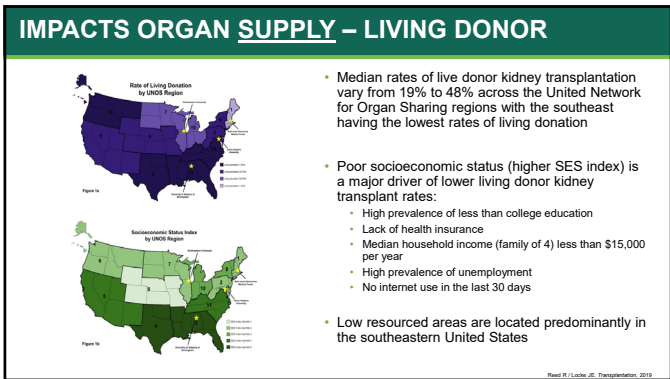 IMPACTS ORGAN SUPPLY – LIVING DONOR
Rate of Living Donation
by UNOS Region
Northwestern University
Figure 1a
Socioeconomic Status Index
by UNOS Region
Northwestern University
Figure 1b
• Median rates of live donor kidney transplantation
vary from 19% to 48% across the United Network
for Organ Sharing regions with the southeast
having the lowest rates of living donation
• Poor socioeconomic status (higher SES index) is
a major driver of lower living donor kidney
transplant rates:
• High prevalence of less than college education
• Lack of health insurance
• Median household income (family of 4) less than $15,000
per year
• High prevalence of unemployment
• No internet use in the last 30 days
• Low resourced areas are located predominantly in
the southeastern United States
Reed R / Locke JE, Transplantation, 2019